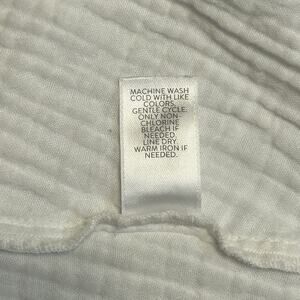 MACHINE WASH
COLD WITH LIKE
COLORS,
GENTLE CYCLE.
ONLY NON-
CHLORINE
BLEACH IF
NEEDED.
LINE DRY.
WARM IRON IF
NEEDED.